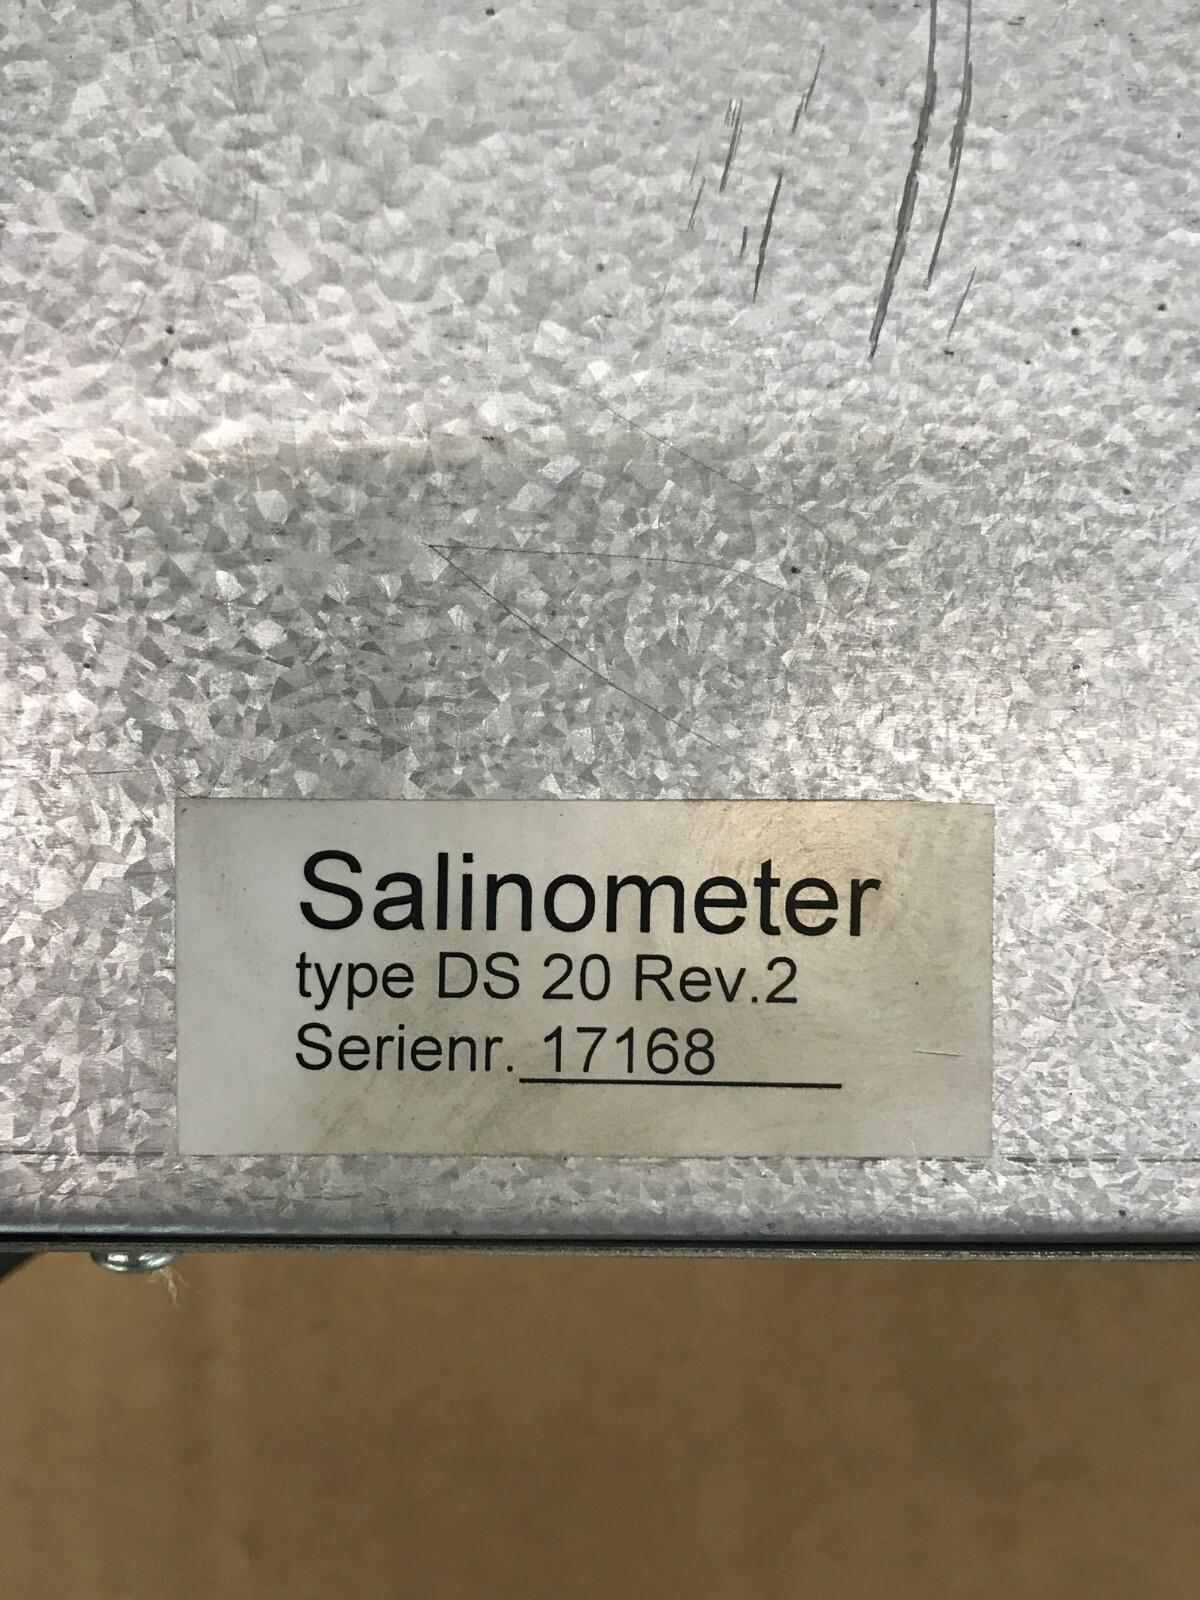 Salinometer
type DS 20 Rev.2
Serienr. 17168